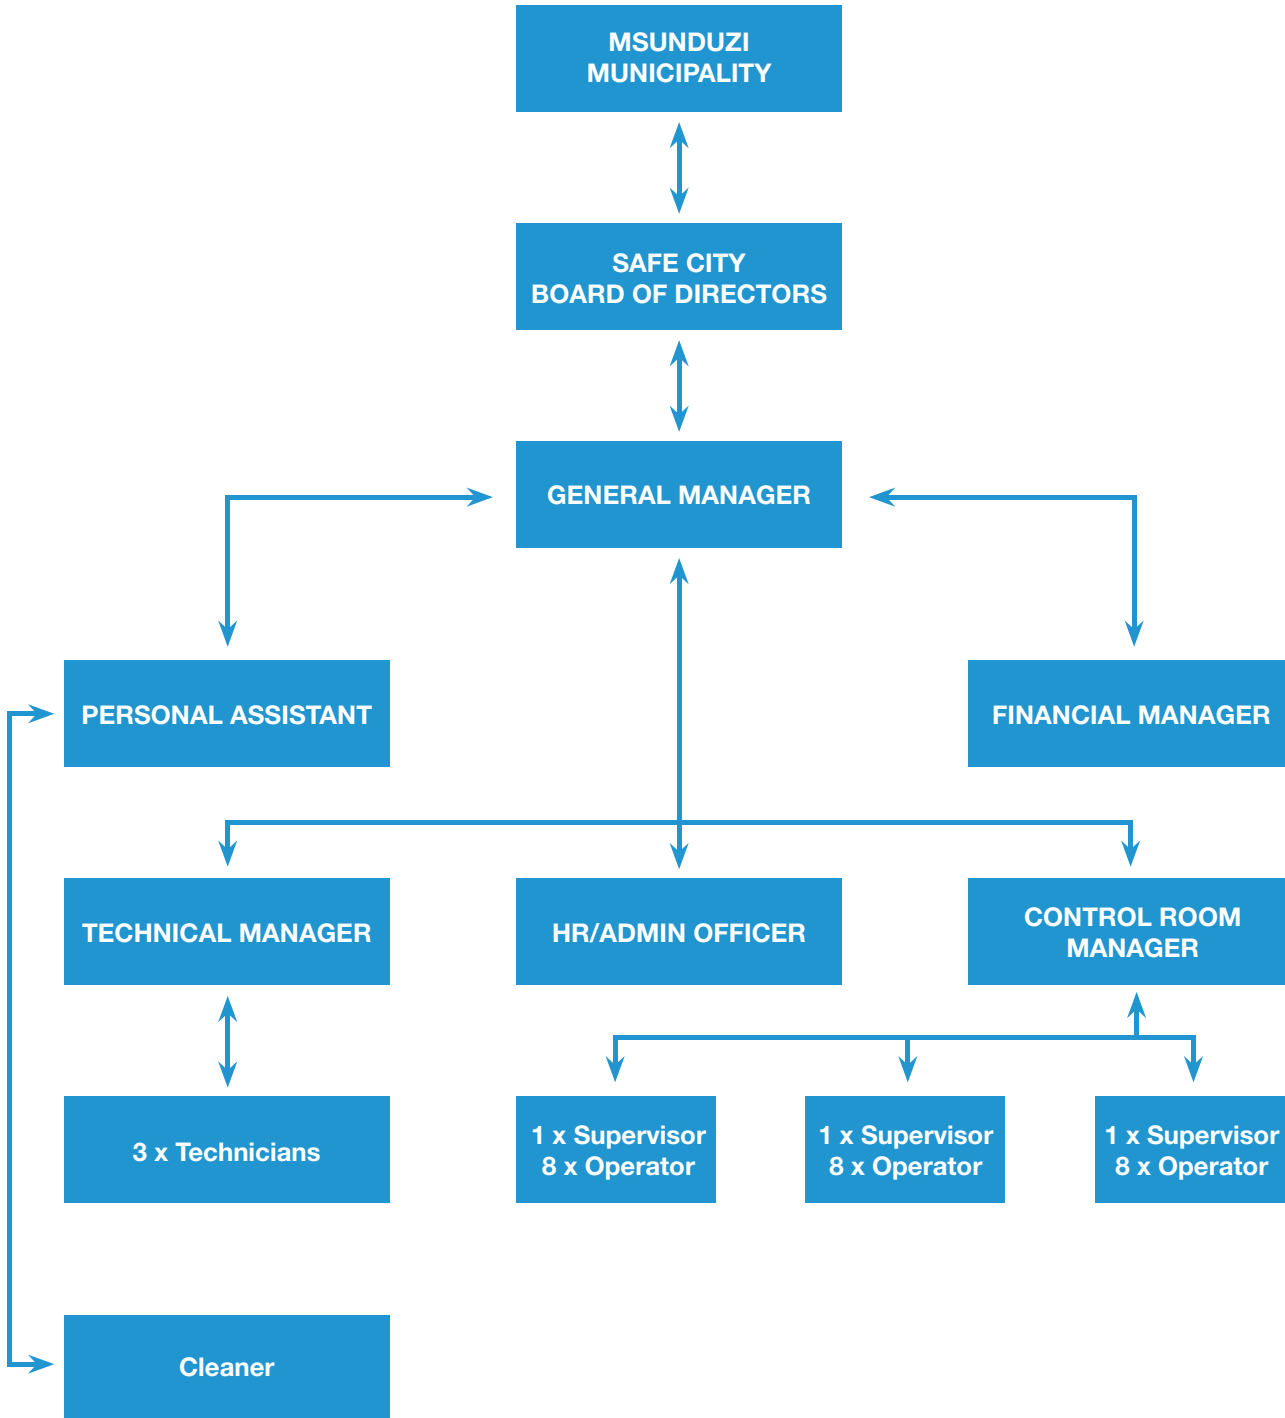 MSUNDUZI
MUNICIPALITY
SAFE CITY
BOARD OF DIRECTORS
GENERAL MANAGER
PERSONAL ASSISTANT
FINANCIAL MANAGER
TECHNICAL MANAGER
HR/ADMIN OFFICER
CONTROL ROOM
MANAGER
3 x Technicians
1 x Supervisor
8 x Operator
1 x Supervisor
8 x Operator
1 x Supervisor
8 x Operator
Cleaner